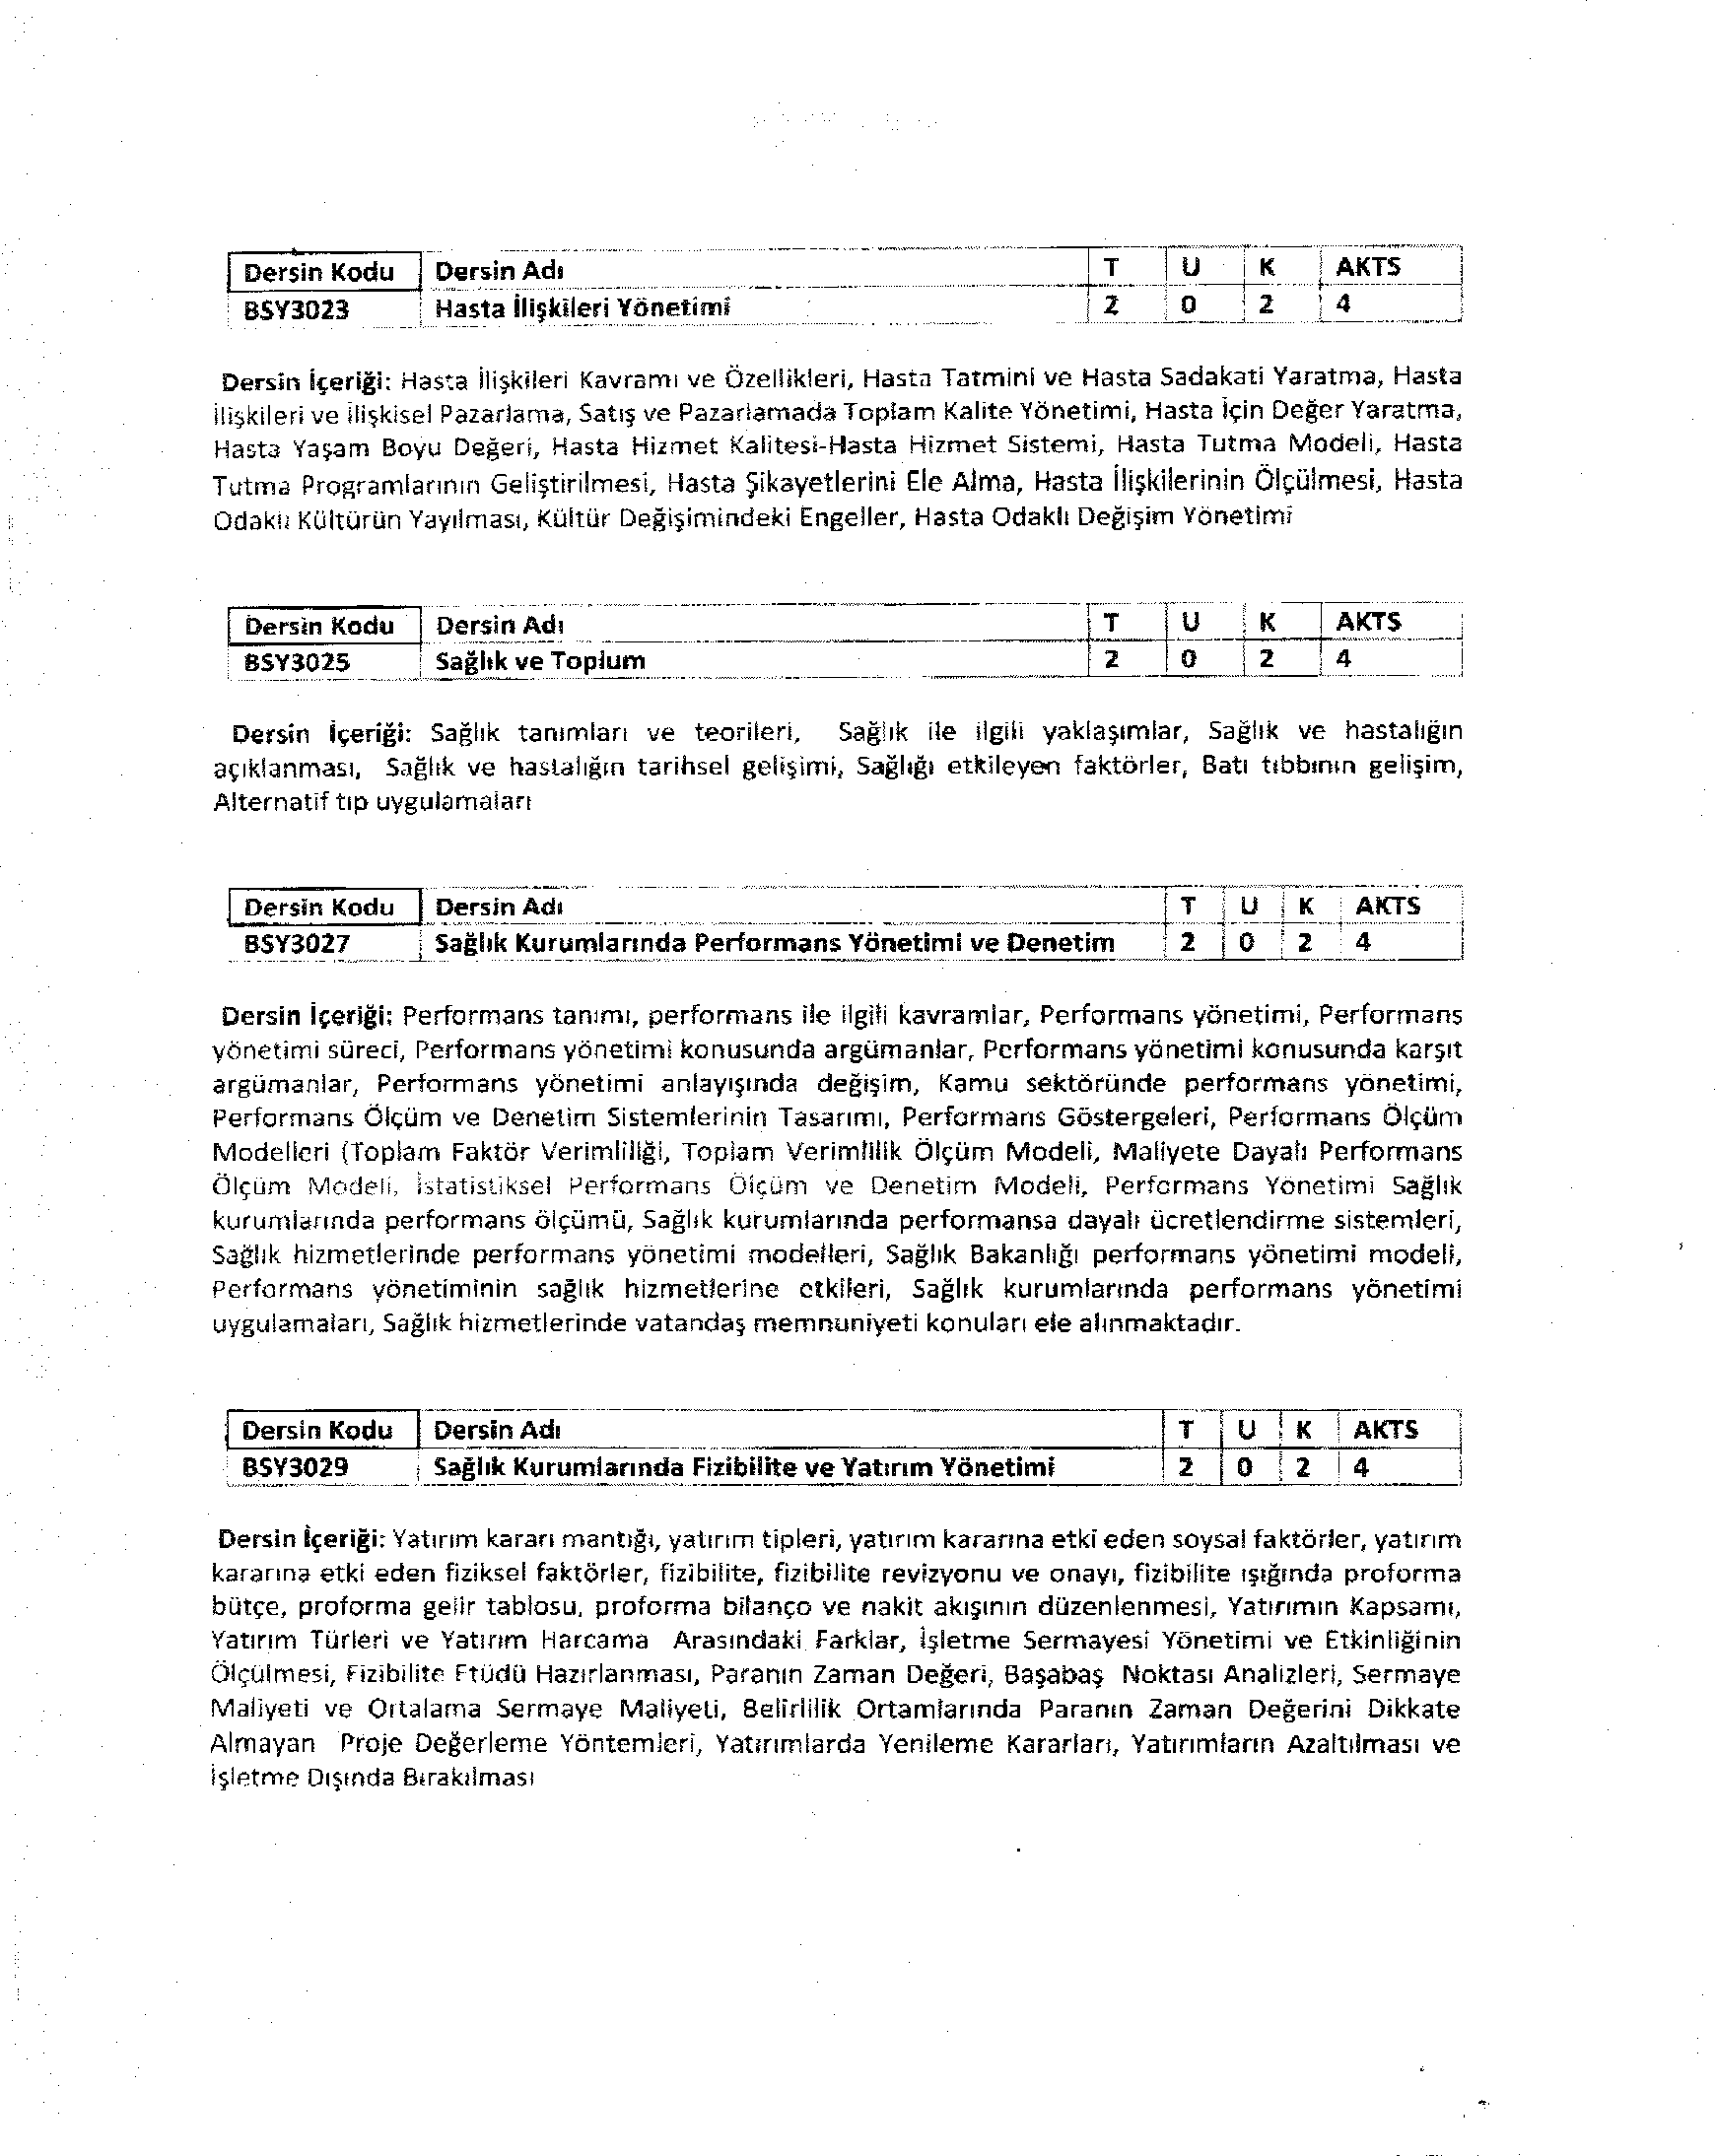 Dersin Kodu Dersin Adı T U K AKTS
BSY3023 Hasta İlişkileri Yönetimi 2 0 2 4
Dersin İçeriği: Hasta İlişkileri Kavramı ve Özellikleri, Hasta Tatmini ve Hasta Sadakati Yaratma, Hasta
İlişkileri ve İlişkisel Pazarlama, Satış ve Pazarlamada Toplam Kalite Yönetimi, Hasta İçin Değer Yaratma,
Hasta Yaşam Boyu Değeri, Hasta Hizmet Kalitesi-Hasta Hizmet Sistemi, Hasta Tutma Modeli, Hasta
Tutma Programlarının Geliştirilmesi, Hasta Şikayetlerini Ele Alma, Hasta İlişkilerinin Ölçülmesi, Hasta
Odaklı Kültürün Yayılması, Kültür Değişimindeki Engeller, Hasta Odaklı Değişim Yönetimi
Dersin Kodu Dersin Adı T U K AKTS
BSY3025 Sağlık ve Toplum 2 0 2 4
Dersin İçeriği: Sağlık tanımları ve teorileri, Sağlık ile ilgili yaklaşımlar, Sağlık ve hastalığın
açıklanması, Sağlık ve hastalığın tarihsel gelişimi, Sağlığı etkileyen faktörler, Batı tıbbının gelişim,
Alternatif tıp uygulamaları
Dersin Kodu Dersin Adı T U K AKTS
BSY3027 Sağlık Kurumlarında Performans Yönetimi ve Denetim 2 0 2 4
Dersin İçeriği: Performans tanımı, performans ile ilgili kavramlar, Performans yönetimi, Performans
yönetimi süreci, Performans yönetimi konusunda argümanlar, Performans yönetimi konusunda karşıt
argümanlar, Performans yönetimi anlayışında değişim, Kamu sektöründe performans yönetimi,
Performans Ölçüm ve Denetim Sistemlerinin Tasarımı, Performans Göstergeleri, Performans Ölçüm
Modelleri (Toplam Faktör Verimliliği, Toplam Verimlilik Ölçüm Modeli, Maliyete Dayalı Performans
Ölçüm Modeli, İstatistiksel Performans Ölçüm ve Denetim Modeli, Performans Yönetimi Sağlık
kurumlarında performans ölçümü, Sağlık kurumlarında performansa dayalı ücretlendirme sistemleri,
Sağlık hizmetlerinde performans yönetimi modelleri, Sağlık Bakanlığı performans yönetimi modeli,
Performans yönetiminin sağlık hizmetlerine etkileri, Sağlık kurumlarında performans yönetimi
uygulamaları, Sağlık hizmetlerinde vatandaş memnuniyeti konuları ele alınmaktadır.
Dersin Kodu Dersin Adı T U K AKTS
BSY3029 Sağlık Kurumlarında Fizibilite ve Yatırım Yönetimi 2 0 2 4
Dersin İçeriği: Yatırım kararı mantığı, yatırım tipleri, yatırım kararına etki eden soysal faktörler, yatırım
kararına etki eden fiziksel faktörler, fizibilite, fizibilite revizyonu ve onayı, fizibilite ışığında proforma
bütçe, proforma gelir tablosu, proforma bilanço ve nakit akışının düzenlenmesi, Yatırımın Kapsamı,
Yatırım Türleri ve Yatırım Harcama Arasındaki Farklar, İşletme Sermayesi Yönetimi ve Etkinliğinin
Ölçülmesi, Fizibilite Etüdü Hazırlanması, Paranın Zaman Değeri, Başabaş Noktası Analizleri, Sermaye
Maliyeti ve Ortalama Sermaye Maliyeti, Belirlilik Ortamlarında Paranın Zaman Değerini Dikkate
Almayan Proje Değerleme Yöntemleri, Yatırımlarda Yenileme Kararları, Yatırımların Azaltılması ve
İşletme Dışında Bırakılması